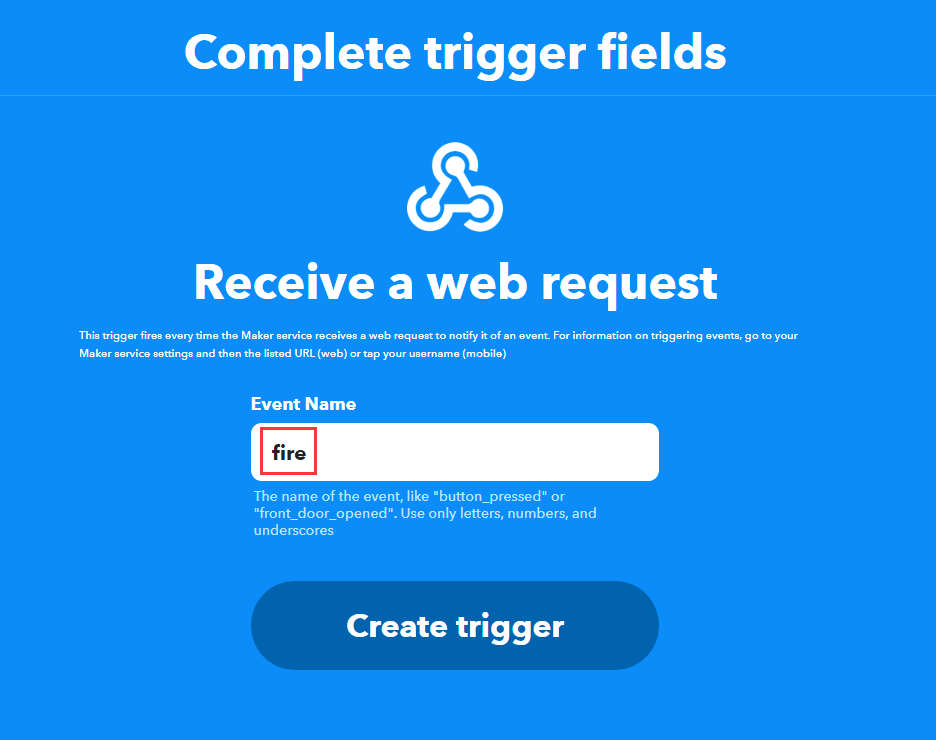 Complete trigger fields
Receive a web request
This trigger fires every time the Maker service receives a web request to notify it of an event. For information on triggering events, go to your
Maker service settings and then the listed URL (web) or tap your username (mobile)
Event Name
fire
The name of the event, like "button_pressed" or
"front_door_opened". Use only letters, numbers, and
underscores
Create trigger